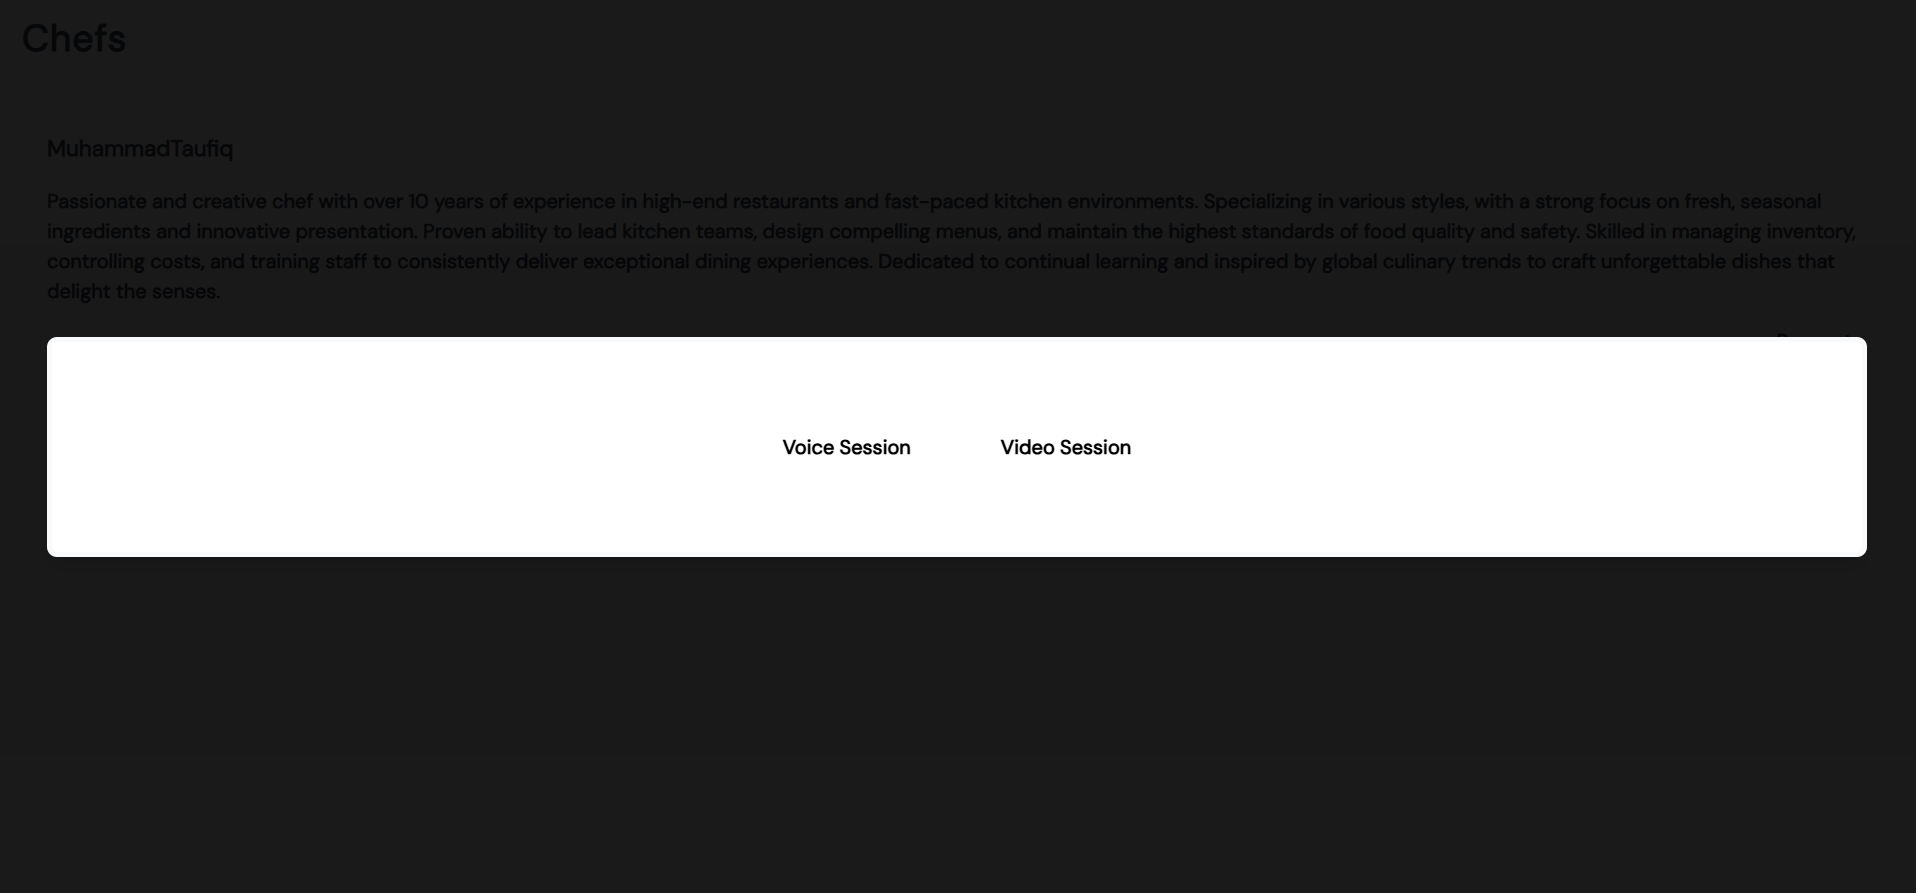 Chefs
MuhammadTaufiq
Passionate and creative chef with over 10 years of experience in high-end restaurants and fast-paced kitchen environments. Specializing in various styles, with a strong focus on fresh, seasonal
ingredients and innovative presentation. Proven ability to lead kitchen teams, design compelling menus, and maintain the highest standards of food quality and safety. Skilled in managing inventory,
controlling costs, and training staff to consistently deliver exceptional dining experiences. Dedicated to continual learning and inspired by global culinary trends to craft unforgettable dishes that
delight the senses.
Voice Session Video Session